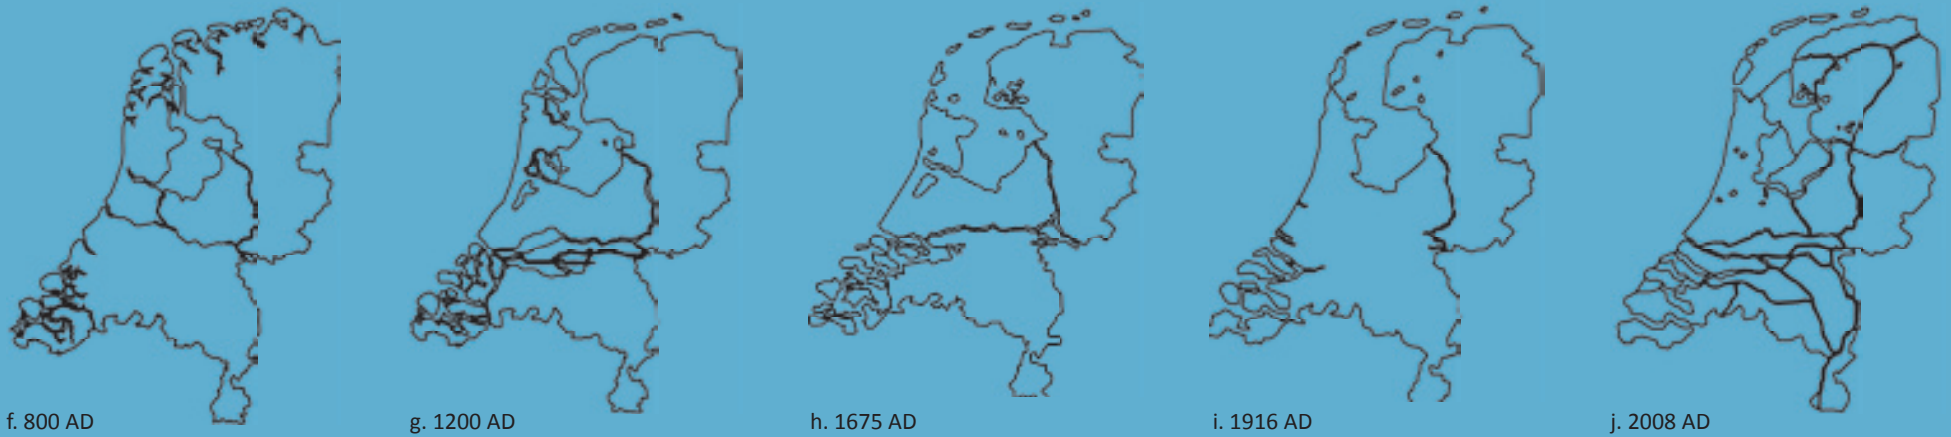 f. 800 AD
g. 1200 AD
h. 1675 AD
i. 1916 AD
j. 2008 AD